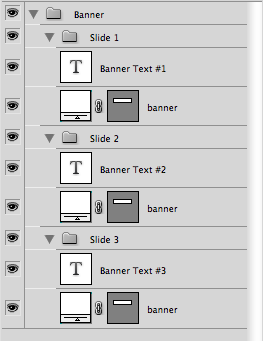 Banner
Slide 1
T Banner Text #1
banner
Slide 2
T Banner Text #2
banner
Slide 3
T Banner Text #3
banner